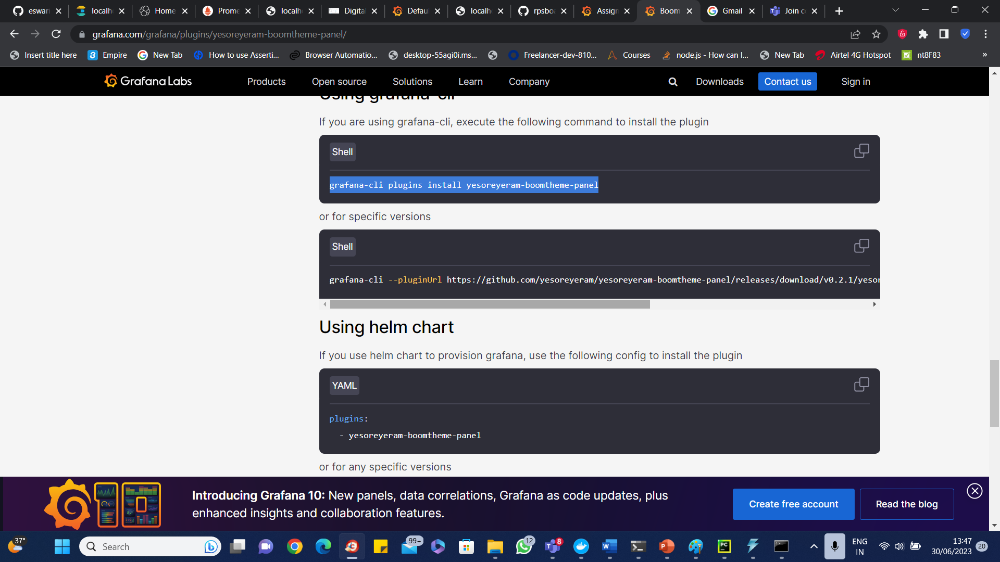 eswari
localh
Home
Prome
localh
Digital
Defau
localh
rpsbo
Assign
Boom
Gmail
Join c
grafana.com/grafana/plugins/yesoreyeram-boomtheme-panel/
Insert title here
Empire
New Tab
How to use Asserti...
Browser Automatio...
desktop-55agi0i.ms...
Freelancer-dev-810...
Courses
node.js - How can I...
New Tab
Airtel 4G Hotspot
nt8F83
»
Grafana Labs
Products
Open source
Solutions
Learn
Company
Downloads
Contact us
Sign in
Using grafana-cli
If you are using grafana-cli, execute the following command to install the plugin
Shell
grafana-cli plugins install yesoreyeram-boomtheme-panel
or for specific versions
Shell
grafana-cli --pluginUrl https://github.com/yesoreyeram/yesoreyeram-boomtheme-panel/releases/download/v0.2.1/yesor
Using helm chart
If you use helm chart to provision grafana, use the following config to install the plugin
YAML
plugins:
- yesoreyeram-boomtheme-panel
or for any specific versions
Introducing Grafana 10: New panels, data correlations, Grafana as code updates, plus
enhanced insights and collaboration features.
Create free account
Read the blog
37°
Search
99+
12
8
ENG
IN
13:47
30/06/2023
20